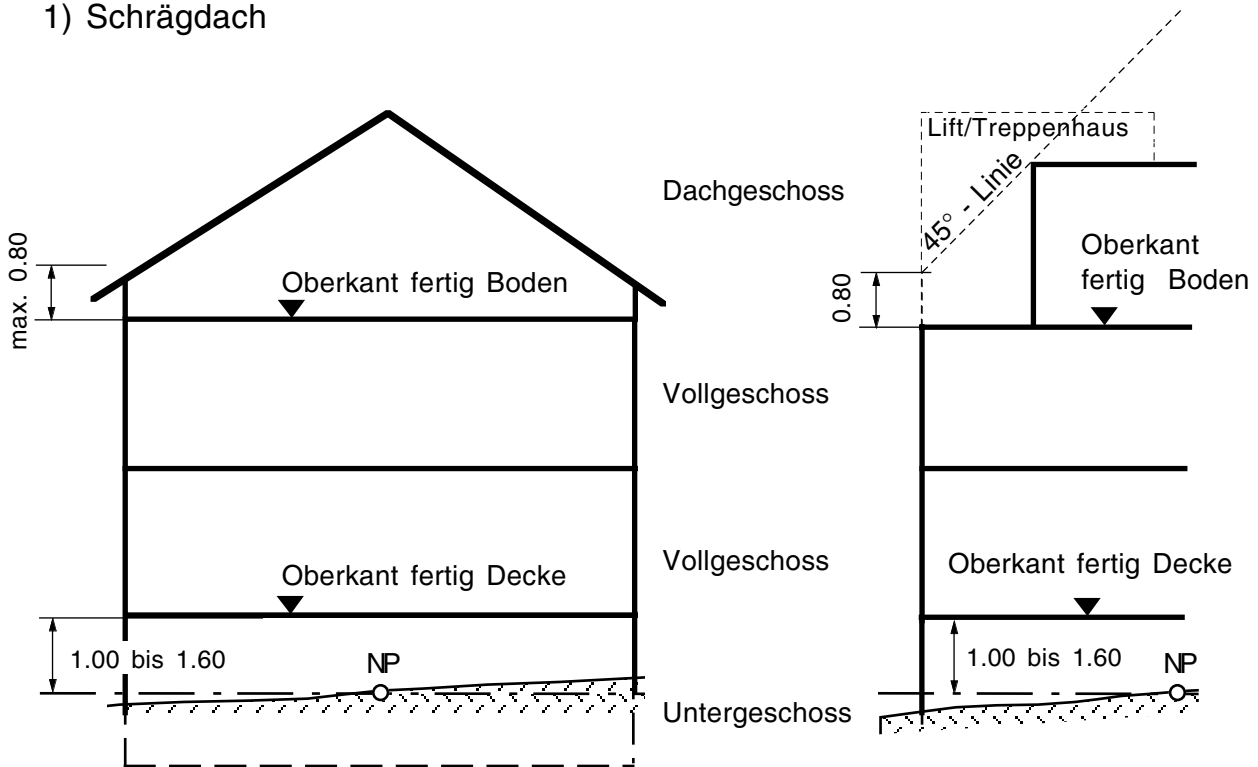 1) Schrägdach
Lift/Treppenhaus
45° - Linie
Dachgeschoss
max. 0.80
Oberkant fertig Boden
0.80
Oberkant
fertig Boden
Vollgeschoss
Vollgeschoss
Oberkant fertig Decke
Oberkant fertig Decke
1.00 bis 1.60
NP
1.00 bis 1.60
NP
Untergeschoss